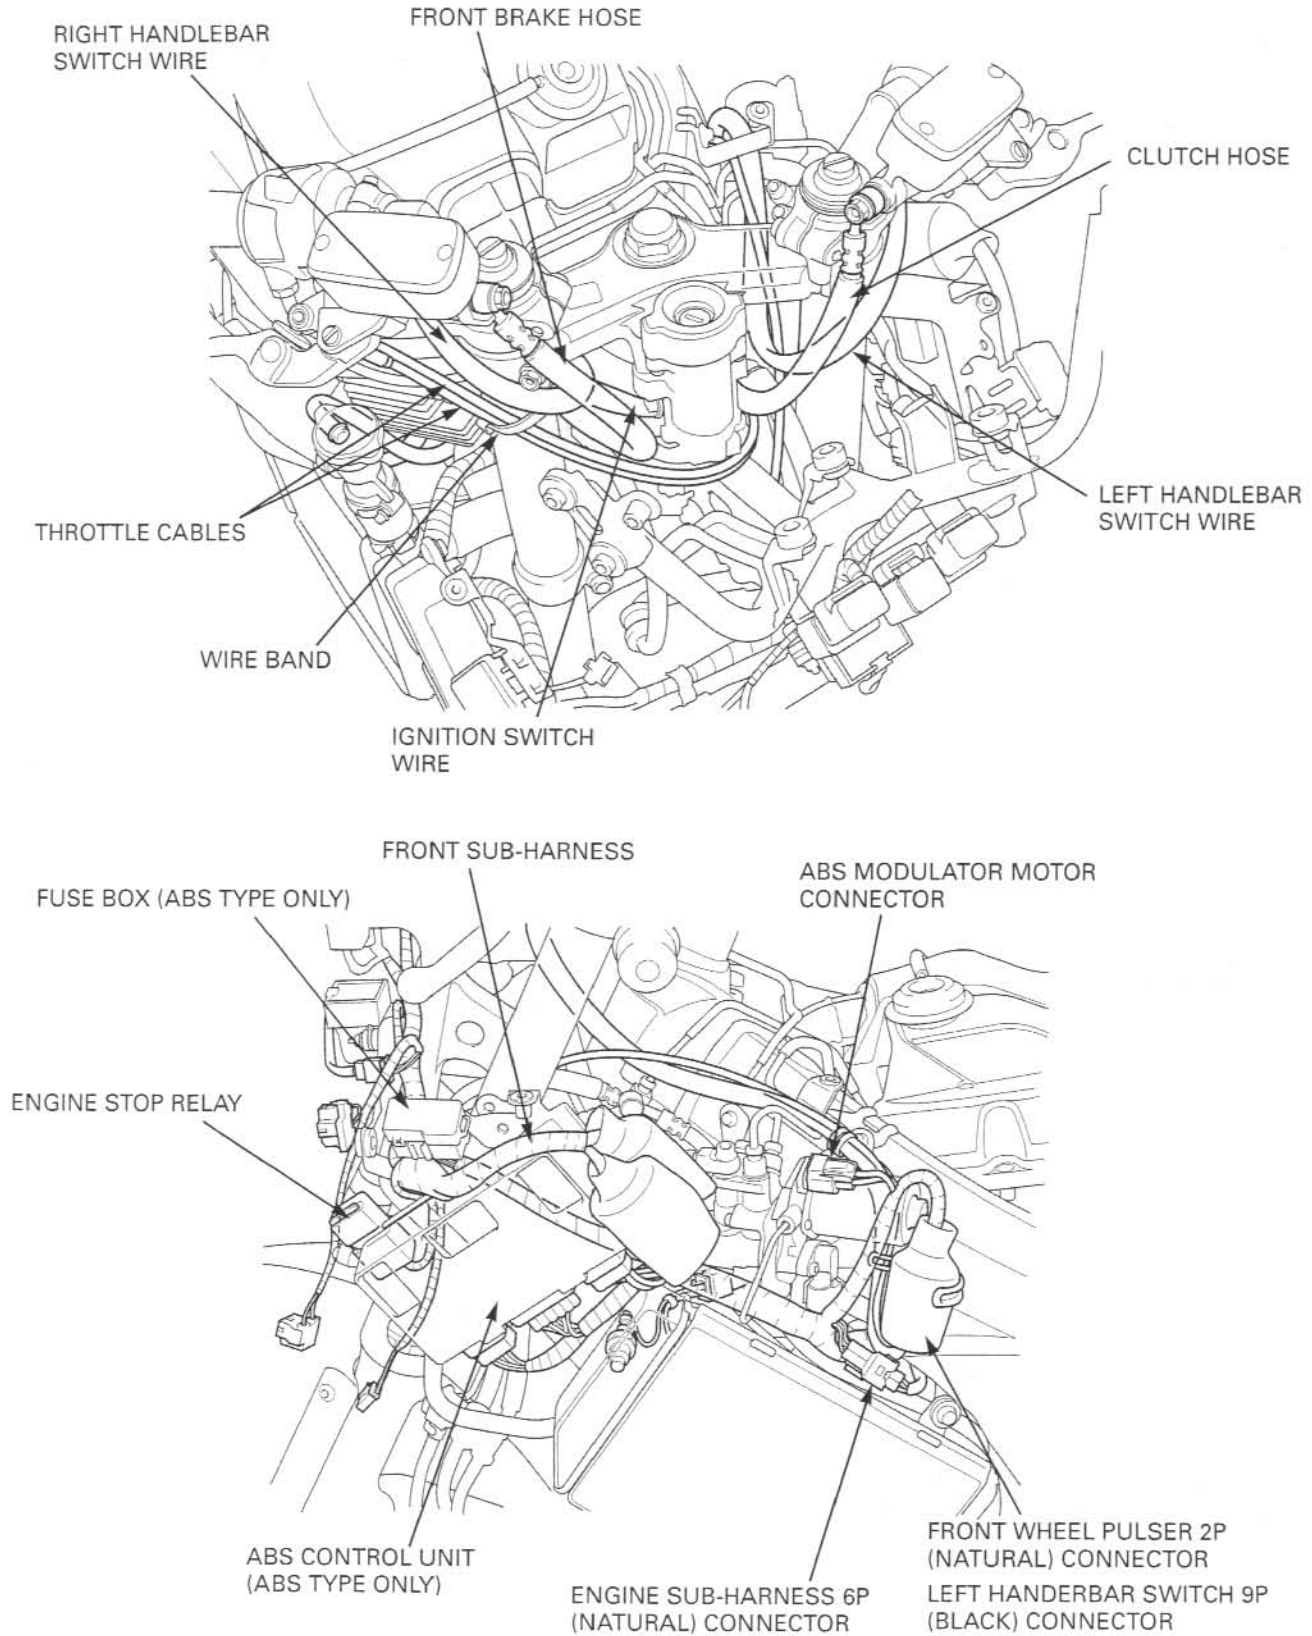 FRONT BRAKE HOSE
RIGHT HANDLEBAR
SWITCH WIRE
CLUTCH HOSE
LEFT HANDLEBAR
SWITCH WIRE
THROTTLE CABLES
WIRE BAND
IGNITION SWITCH
WIRE
FRONT SUB-HARNESS
ABS MODULATOR MOTOR
CONNECTOR
FUSE BOX (ABS TYPE ONLY)
ENGINE STOP RELAY
ABS CONTROL UNIT
(ABS TYPE ONLY)
ENGINE SUB-HARNESS 6P
(NATURAL) CONNECTOR
FRONT WHEEL PULSER 2P
(NATURAL) CONNECTOR
LEFT HANDERBAR SWITCH 9P
(BLACK) CONNECTOR